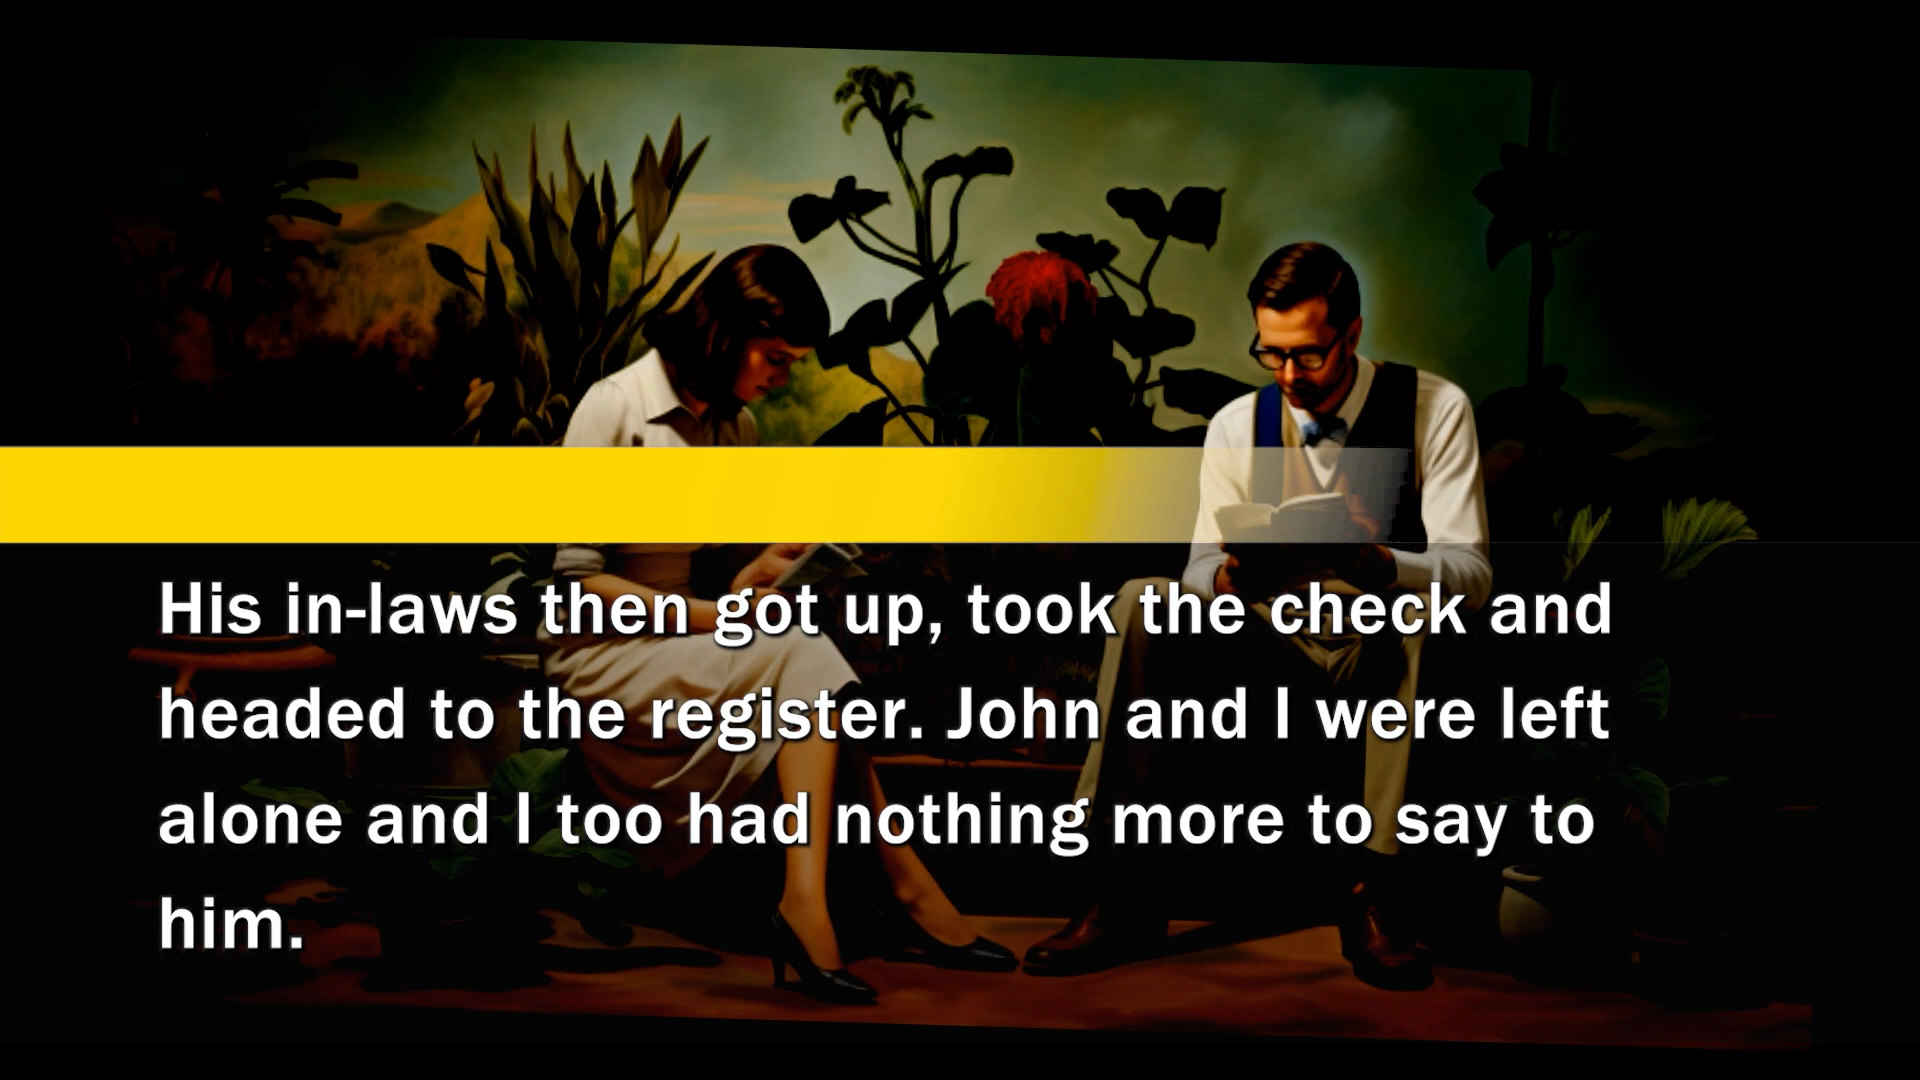 His in-laws then got up, took the check and
headed to the register. John and I were left
alone and I too had nothing more to say to
him.